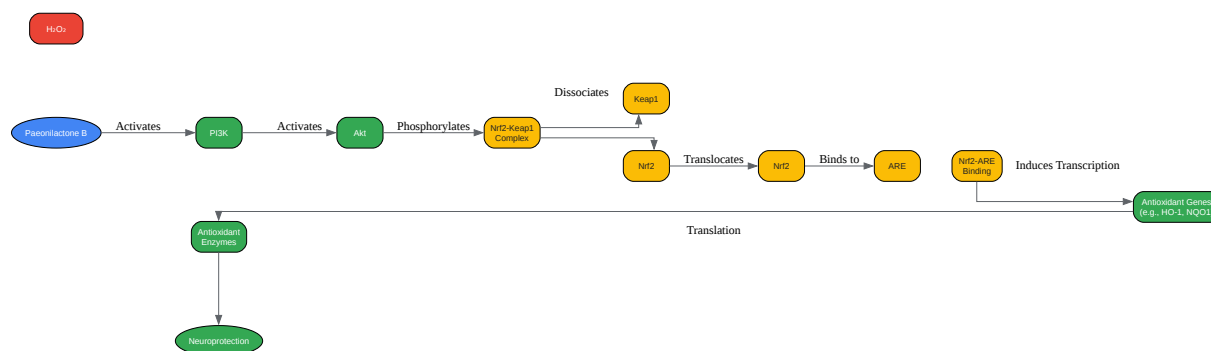 H₂O₂
Dissociates
Keap1
Paeonilactone B
Activates
PI3K
Activates
Akt
Phosphorylates
Nrf2-Keap1
Complex
Nrf2
Translocates
Nrf2
Binds to
ARE
Nrf2-ARE
Binding
Induces Transcription
Antioxidant Genes
(e.g., HO-1, NQO1
Translation
Antioxidant
Enzymes
Neuroprotection